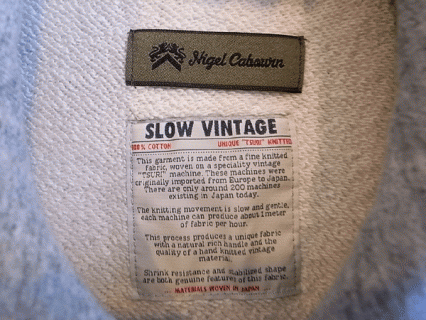 Nigel Cabourn
SLOW VINTAGE
100% COTTON UNIQUE "TSURI" KNITTED
This garment is made from a fine knitted
fabric, woven on a speciality vintage
"TSURI" machine. These machines were
originally imported from Europe to Japan.
There are only around 200 machines
existing in Japan today.
The knitting movement is slow and gentle,
each machine can produce about 1 meter
of fabric per hour.
This process produces a unique fabric
with a natural rich handle and the
quality of a hand knitted vintage
material.
Shrink resistance and stabilized shape
are both genuine features of this fabric.
MATERIALS WOVEN IN JAPAN